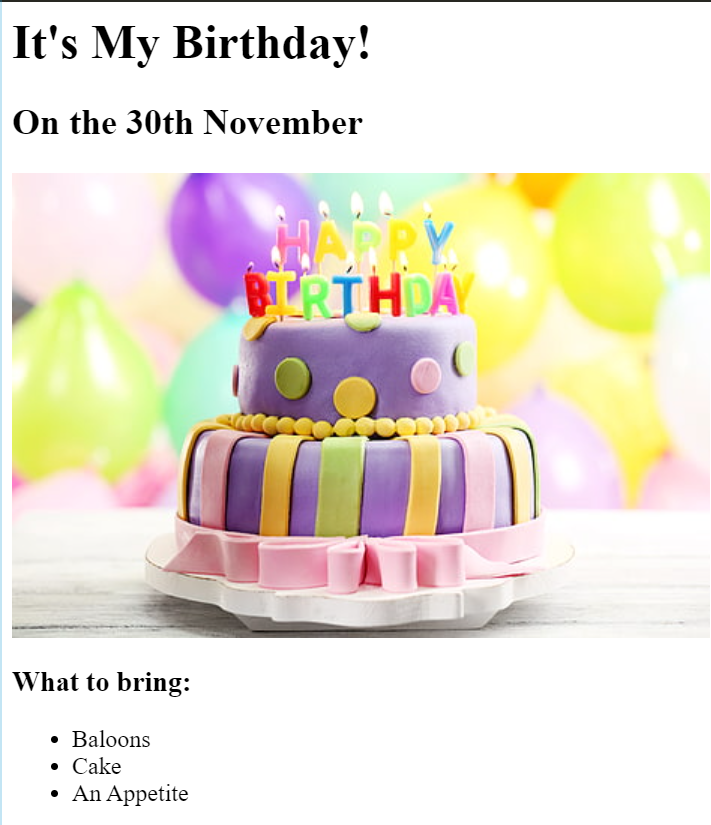 It's My Birthday!
On the 30th November
HAPPY
BIRTHDAY
What to bring:
Baloons
Cake
An Appetite